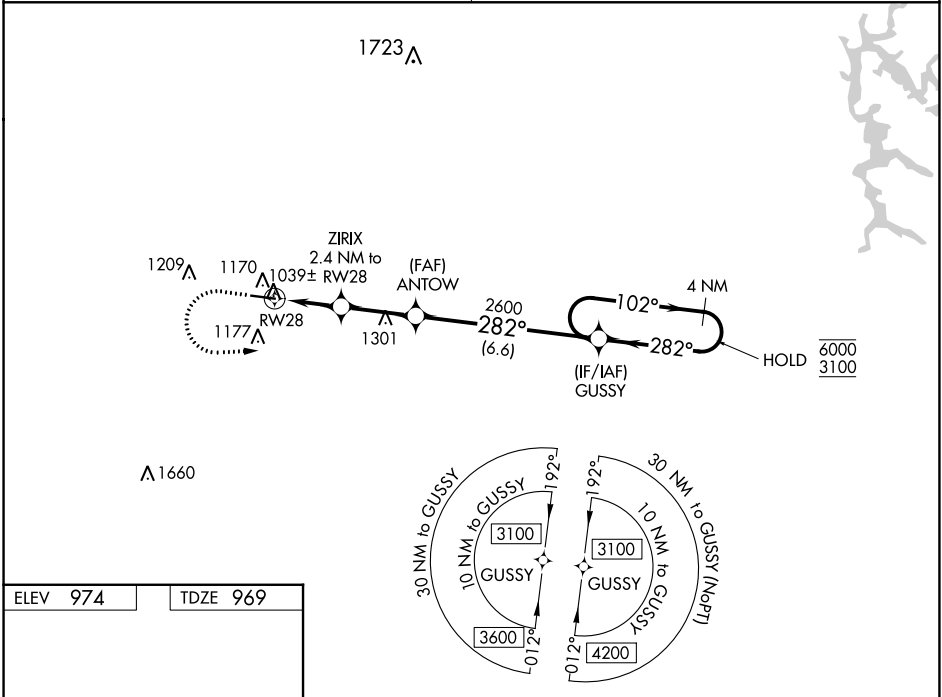 1723
ZIRIX
2.4 NM to
RW28
(FAF)
ANTOW
1209
1170
1039±
RW28
1177
1301
2600
282°
(6.6)
102°
4 NM
282°
(IF/IAF)
GUSSY
HOLD
6000
3100
1660
30 NM to GUSSY
10 NM to GUSSY
192°
3100
GUSSY
3600
012°
192°
30 NM to GUSSY (NoPT)
10 NM to GUSSY
3100
GUSSY
4200
012°
ELEV 974
TDZE 969